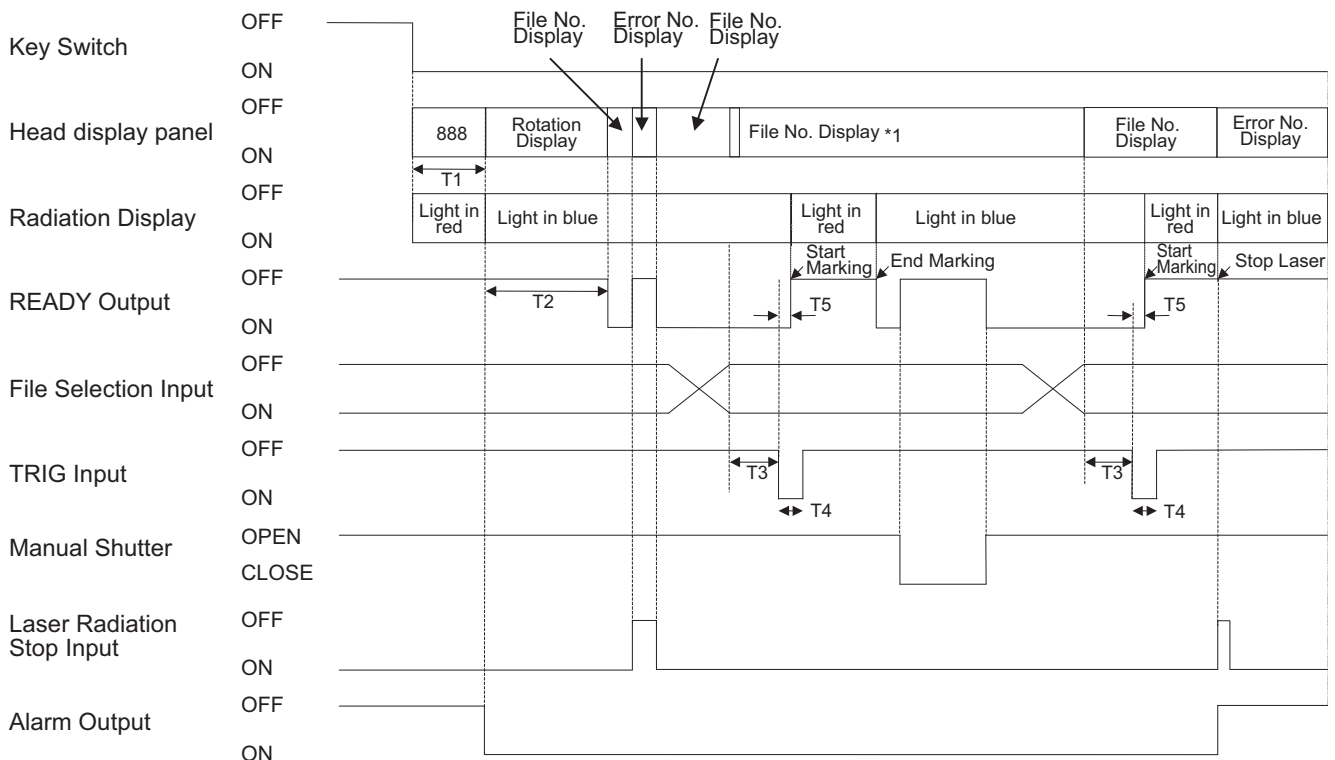 File No. Display
Error No. Display
File No. Display
Key Switch
OFF
ON
Head display panel
OFF
ON
888
Rotation Display
File No. Display *1
File No. Display
Error No. Display
T1
Radiation Display
OFF
ON
Light in red
Light in blue
Light in red
Light in blue
Light in red
Light in blue
Start Marking
End Marking
Start Marking
Stop Laser
READY Output
OFF
ON
T2
T5
T5
File Selection Input
OFF
ON
TRIG Input
OFF
ON
T3
T4
T3
T4
Manual Shutter
OPEN
CLOSE
Laser Radiation Stop Input
OFF
ON
Alarm Output
OFF
ON